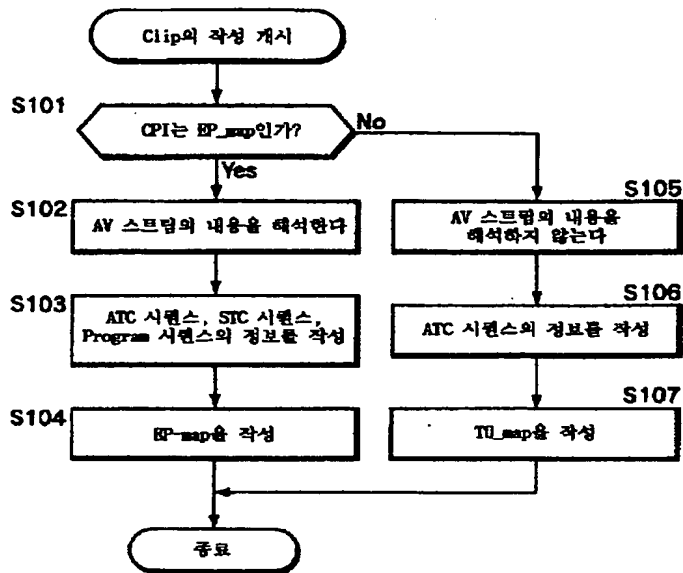 Clip의 작성 개시
S101
CPI는 EP_map인가?
No
Yes
S102
AV 스트림의 내용을 해석한다
S103
ATC 시퀀스, STC 시퀀스,
Program 시퀀스의 정보를 작성
S104
EP-map을 작성
S105
AV 스트림의 내용을
해석하지 않는다
S106
ATC 시퀀스의 정보를 작성
S107
TU_map을 작성
종료